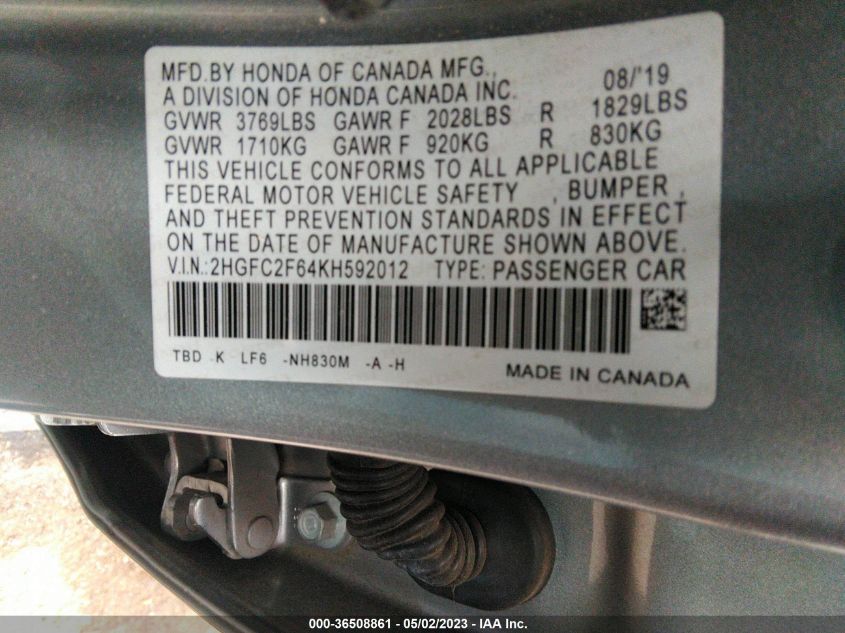 MFD.BY HONDA OF CANADA MFG., 08/'19
A DIVISION OF HONDA CANADA INC.
GVWR 3769LBS GAWR F 2028LBS R 1829LBS
GVWR 1710KG GAWR F 920KG R 830KG
THIS VEHICLE CONFORMS TO ALL APPLICABLE
FEDERAL MOTOR VEHICLE SAFETY , BUMPER ,
AND THEFT PREVENTION STANDARDS IN EFFECT
ON THE DATE OF MANUFACTURE SHOWN ABOVE.
V.I.N.:2HGFC2F64KH592012 TYPE: PASSENGER CAR
TBD -K LF6 -NH830M -A -H
MADE IN CANADA
000-36508861 - 05/02/2023 - IAA Inc.